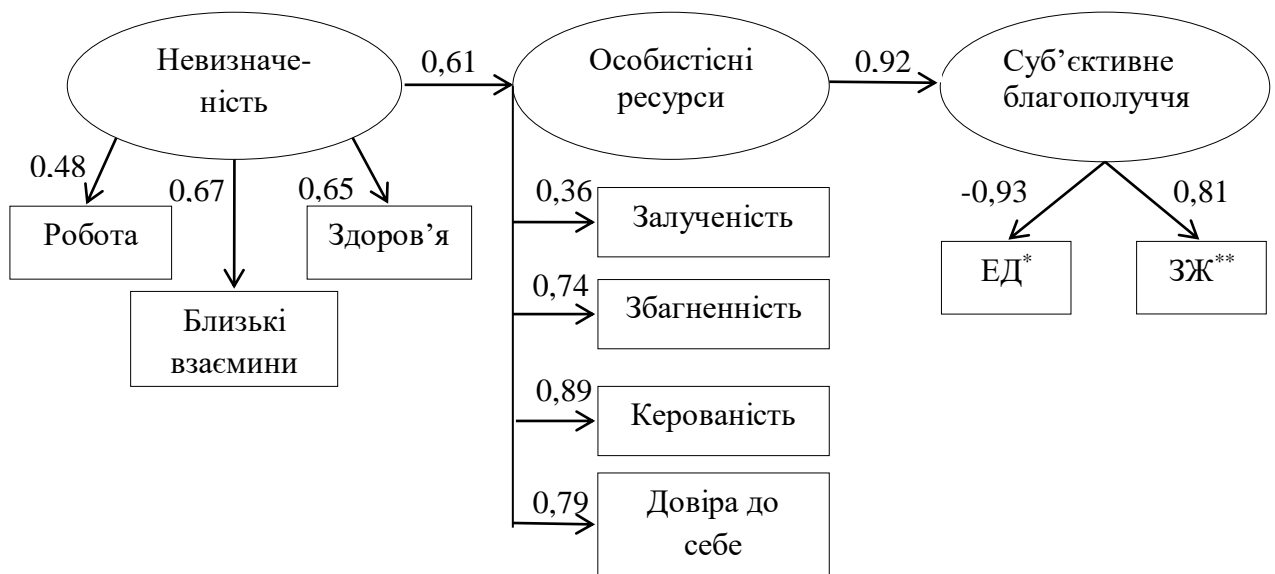 Невизначе-
ність
0,61
Особистісні
ресурси
0,92
Суб’єктивне
благополуччя
0,48
0,67
0,65
Робота
Здоров’я
Близькі
взаємини
0,36
Залученість
0,74
Збагненність
0,89
Керованість
0,79
Довіра до
себе
-0,93
0,81
ЕД*
ЗЖ**